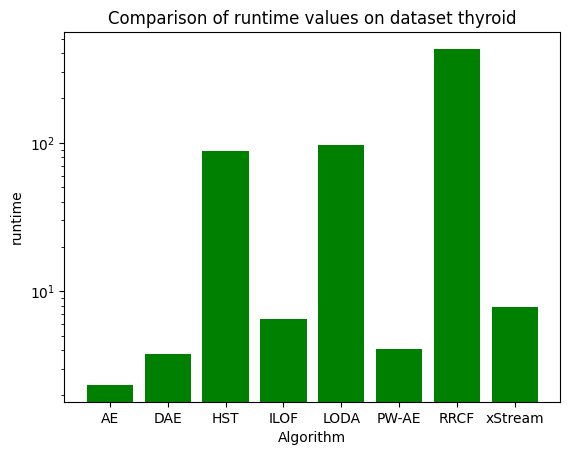 Comparison of runtime values on dataset thyroid
runtime
10²
10¹
AE DAE HST ILOF LODA PW-AE RRCF xStream
Algorithm